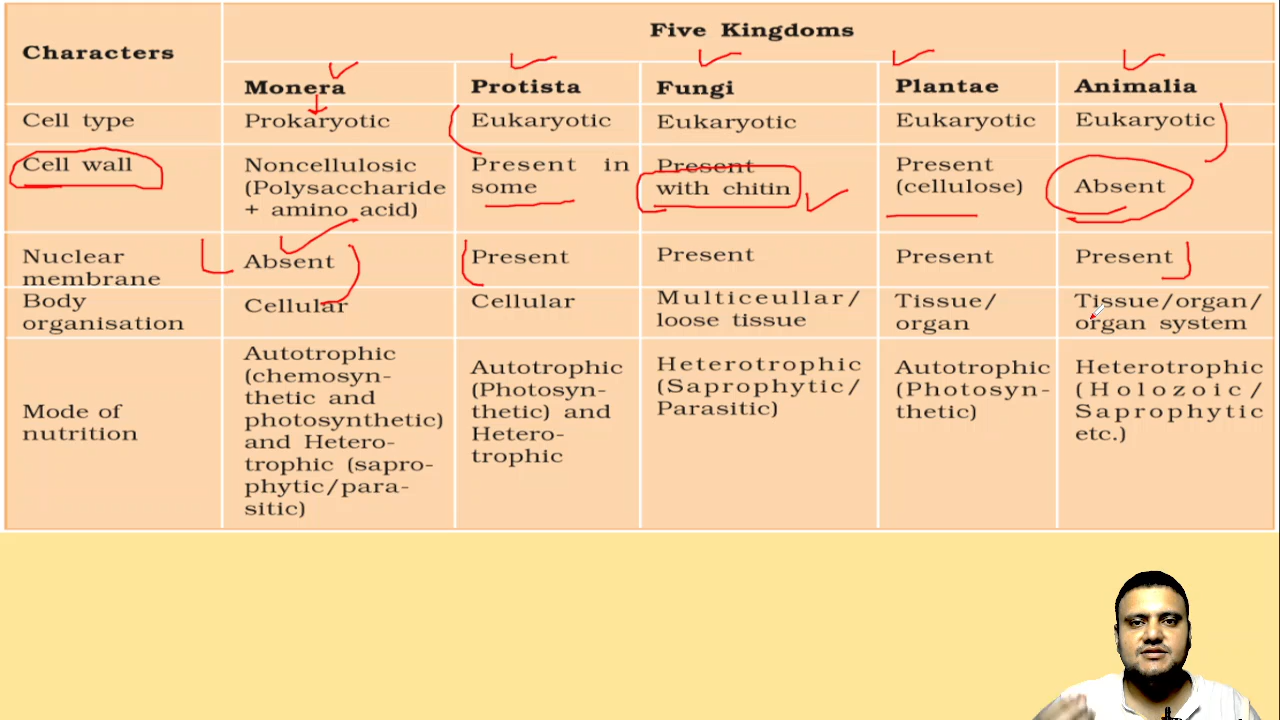 Characters
Five Kingdoms
Monera
Protista
Fungi
Plantae
Animalia
Cell type
Prokaryotic
Eukaryotic
Eukaryotic
Eukaryotic
Eukaryotic
Cell wall
Noncellulosic
(Polysaccharide
+ amino acid)
Present in
some
Present
with chitin
Present
(cellulose)
Absent
Nuclear
membrane
Absent
Present
Present
Present
Present
Body
organisation
Cellular
Cellular
Multiceullar/
loose tissue
Tissue/
organ
Tissue/organ/
organ system
Mode of
nutrition
Autotrophic
(chemosyn-
thetic and
photosynthetic)
and Hetero-
trophic (sapro-
phytic/para-
sitic)
Autotrophic
(Photosyn-
thetic) and
Hetero-
trophic
Heterotrophic
(Saprophytic/
Parasitic)
Autotrophic
(Photosyn-
thetic)
Heterotrophic
(Holozoic/
Saprophytic
etc.)